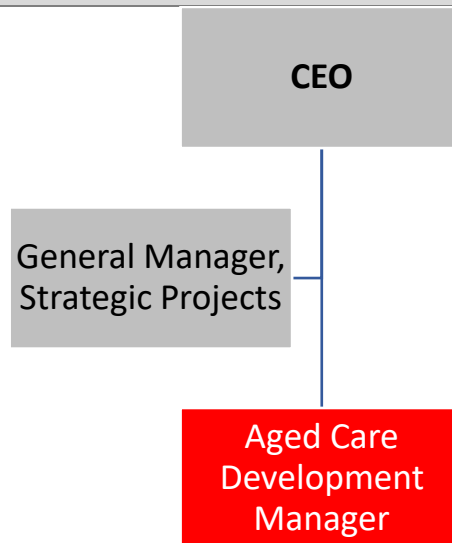 CEO
General Manager,
Strategic Projects
Aged Care
Development
Manager